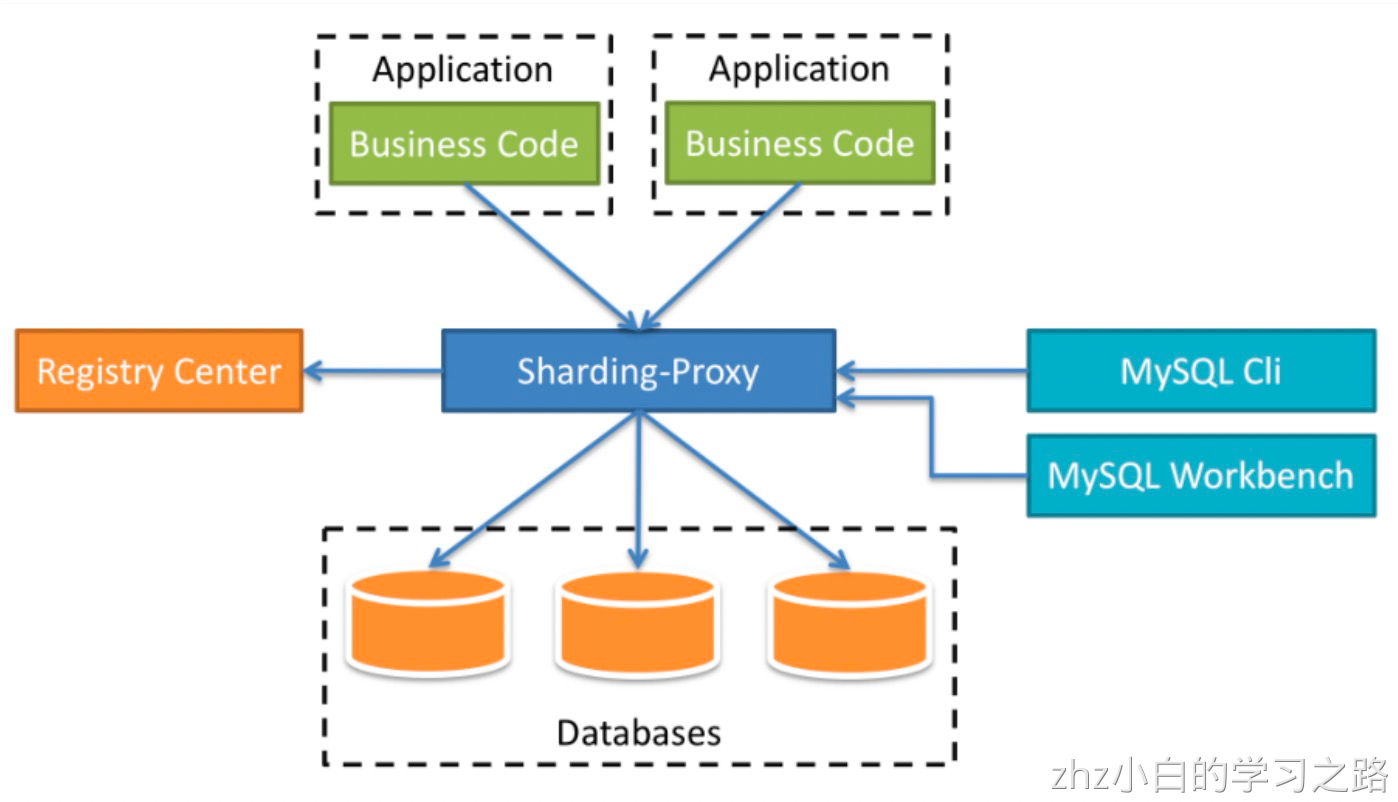 Application
Application
Business Code
Business Code
Registry Center
Sharding-Proxy
MySQL Cli
MySQL Workbench
Databases
zhz小白的学习之路